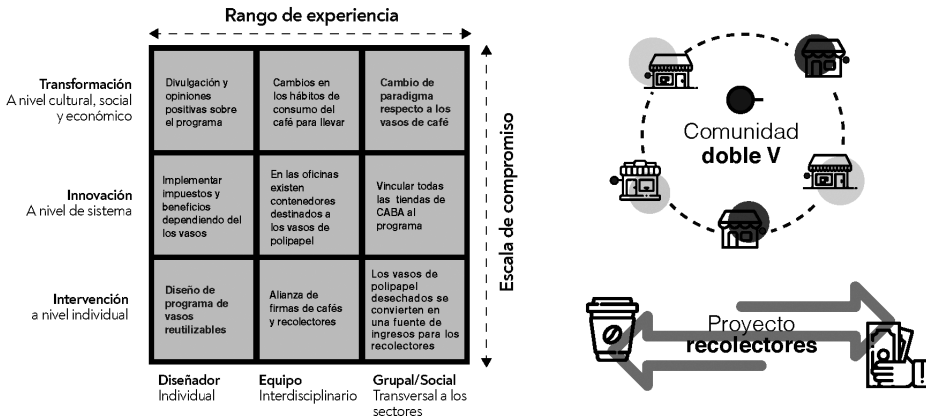 Rango de experiencia
Transformación
A nivel cultural, social
y económico
Divulgación y
opiniones
positivas sobre
el programa
Cambios en
los hábitos de
consumo del
café para llevar
Cambio de
paradigma
respecto a los
vasos de café
Innovación
A nivel de sistema
Implementar
impuestos y
beneficios
dependiendo del
los vasos
En las oficinas
existen
contenedores
destinados a
los vasos de
polipapel
Vincular todas
las tiendas de
CABA al
programa
Intervención
a nivel individual
Diseño de
programa de
vasos
reutilizables
Alianza de
firmas de cafés
y recolectores
Los vasos de
polipapel
desechados se
convierten en
una fuente de
ingresos para los
recolectores
Diseñador
Individual
Equipo
Interdisciplinario
Grupal/Social
Transversal a los
sectores
Escala de compromiso
Comunidad
doble V
Proyecto
recolectores